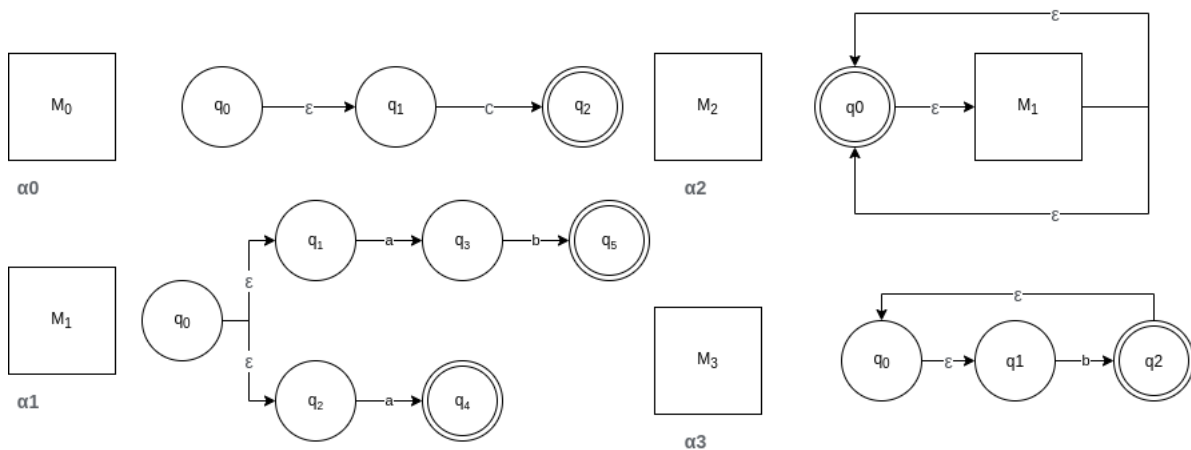 M₀
α0
q₀ ε q₁ C q₂
M₂
α2
ε
q0 ε M₁
ε
M₁
α1
q₀
ε
q₁ a q₃ b q₅
ε
q₂ a q₄
M₃
α3
ε
q₀ ε q1 b q2